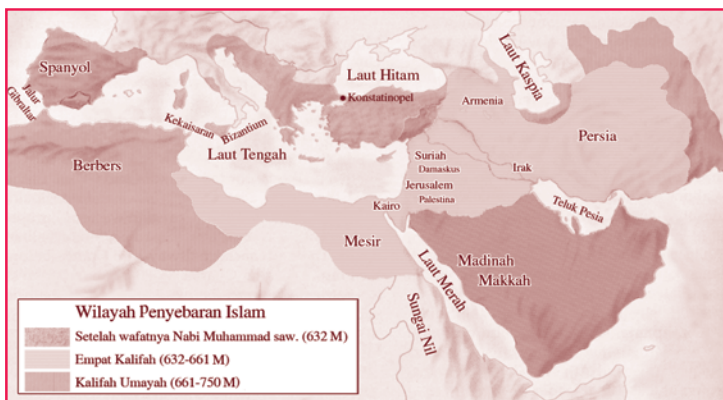 Spanyol
Jalur
Gibraltar
Laut Hitam
Konstatinopel
Laut Kaspia
Armenia
Kekaisaran
Bizantium
Laut Tengah
Berbers
Persia
Suriah
Damaskus
Irak
Jerusalem
Palestina
Kairo
Teluk Pesia
Mesir
Laut Merah
Madinah
Makkah
Sungai Nil
Wilayah Penyebaran Islam
Setelah wafatnya Nabi Muhammad saw. (632 M)
Empat Kalifah (632-661 M)
Kalifah Umayah (661-750 M)